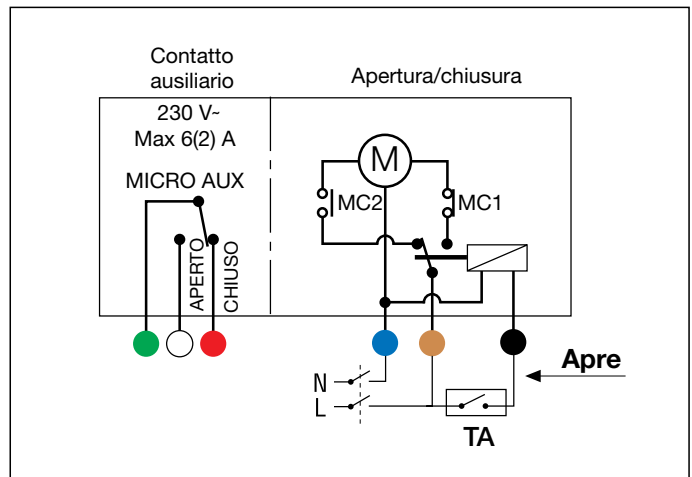 Contatto
ausiliario
Apertura/chiusura
230 V~
Max 6(2) A
MICRO AUX
APERTO
CHIUSO
M
MC2
MC1
N
L
TA
Apre